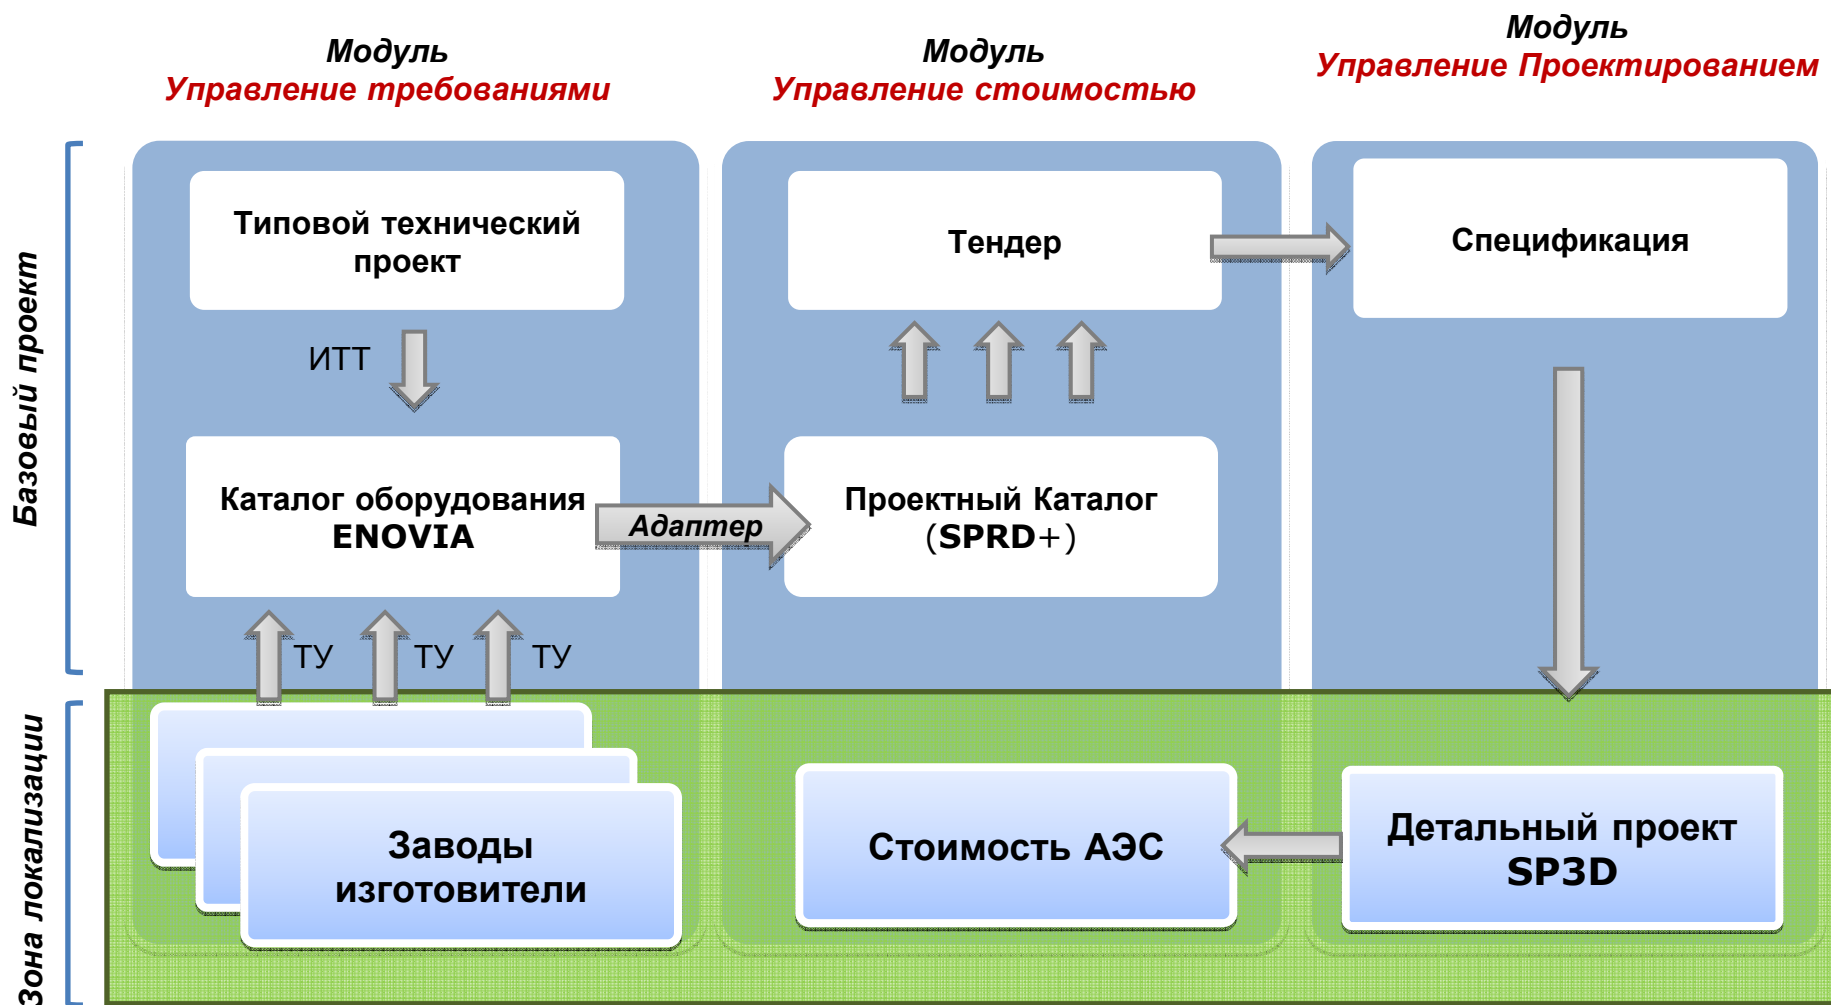 Модуль
Управление требованиями
Модуль
Управление стоимостью
Модуль
Управление Проектированием
Базовый проект
Типовой технический
проект
Тендер
Спецификация
ИТТ
Каталог оборудования
ENOVIA
Адаптер
Проектный Каталог
(SPRD+)
ТУ
ТУ
ТУ
Зона локализации
Заводы
изготовители
Стоимость АЭС
Детальный проект
SP3D